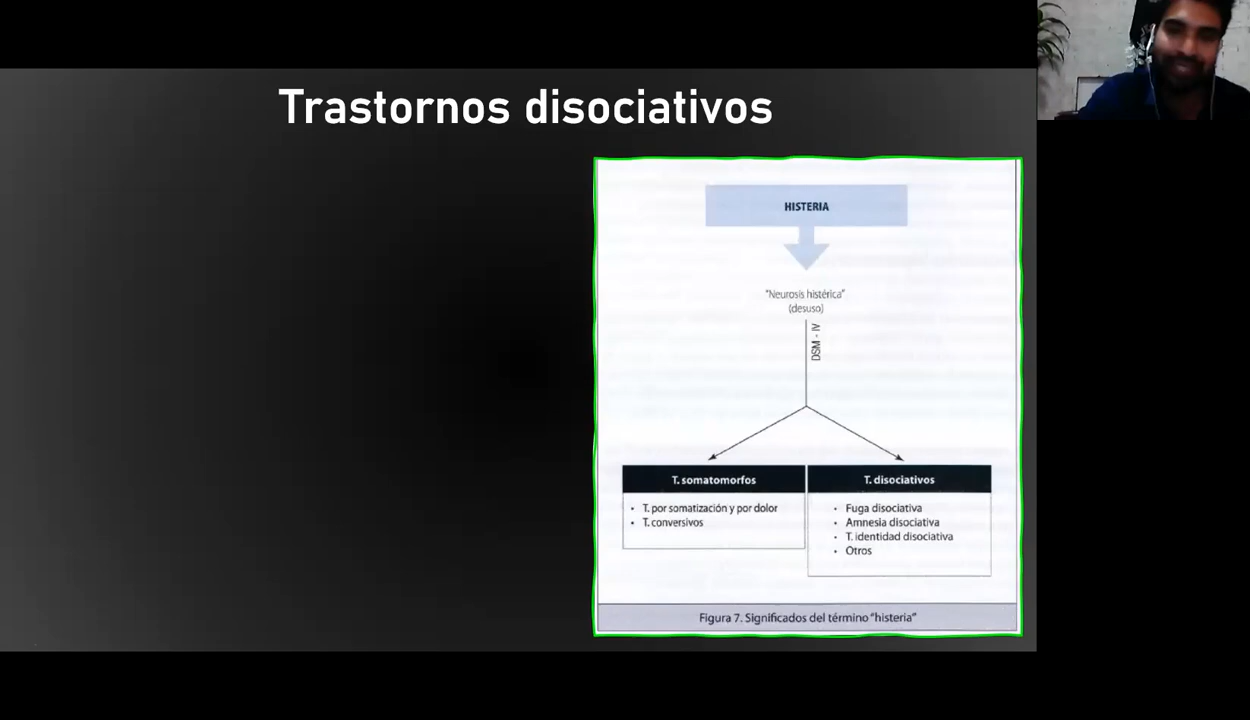 Trastornos disociativos
HISTERIA
"Neurosis histérica"
(desuso)
DSM - IV
T. somatomorfos
• T. por somatización y por dolor
• T. conversivos
T. disociativos
• Fuga disociativa
• Amnesia disociativa
• T. identidad disociativa
• Otros
Figura 7. Significados del término "histeria"